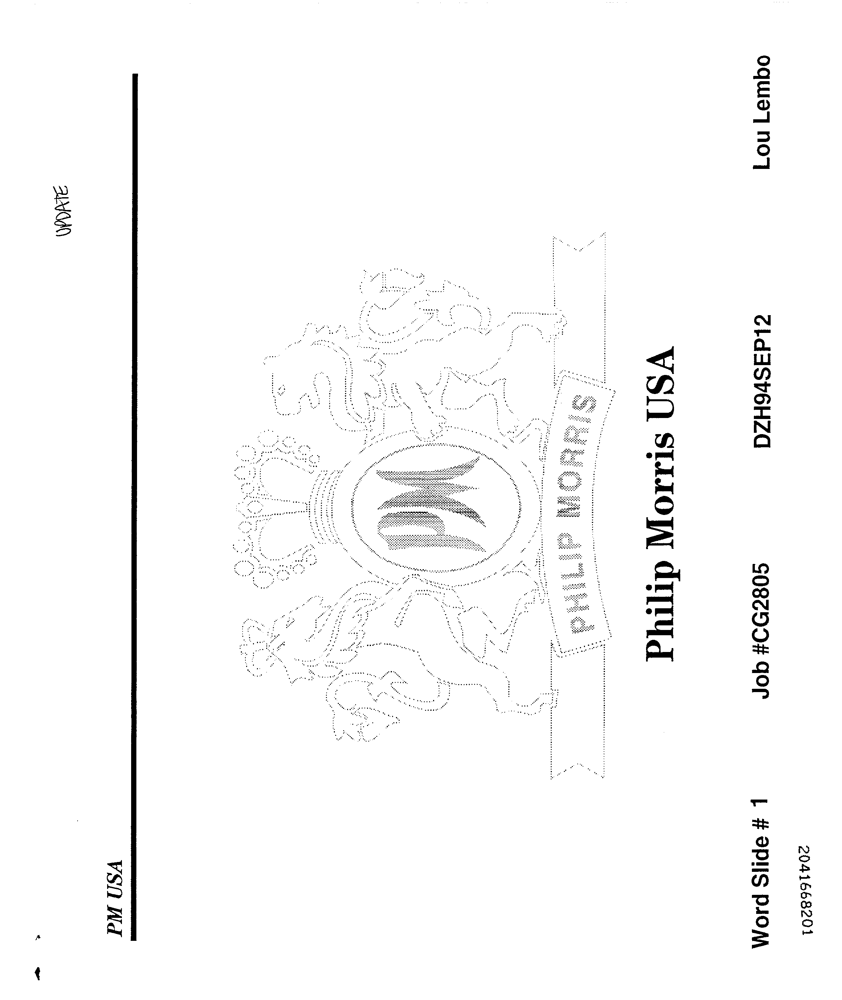 UPDATE
PM USA
PM
PHILIP MORRIS
Philip Morris USA
Word Slide # 1 Job #CG2805 DZH94SEP12 Lou Lembo
2041668201